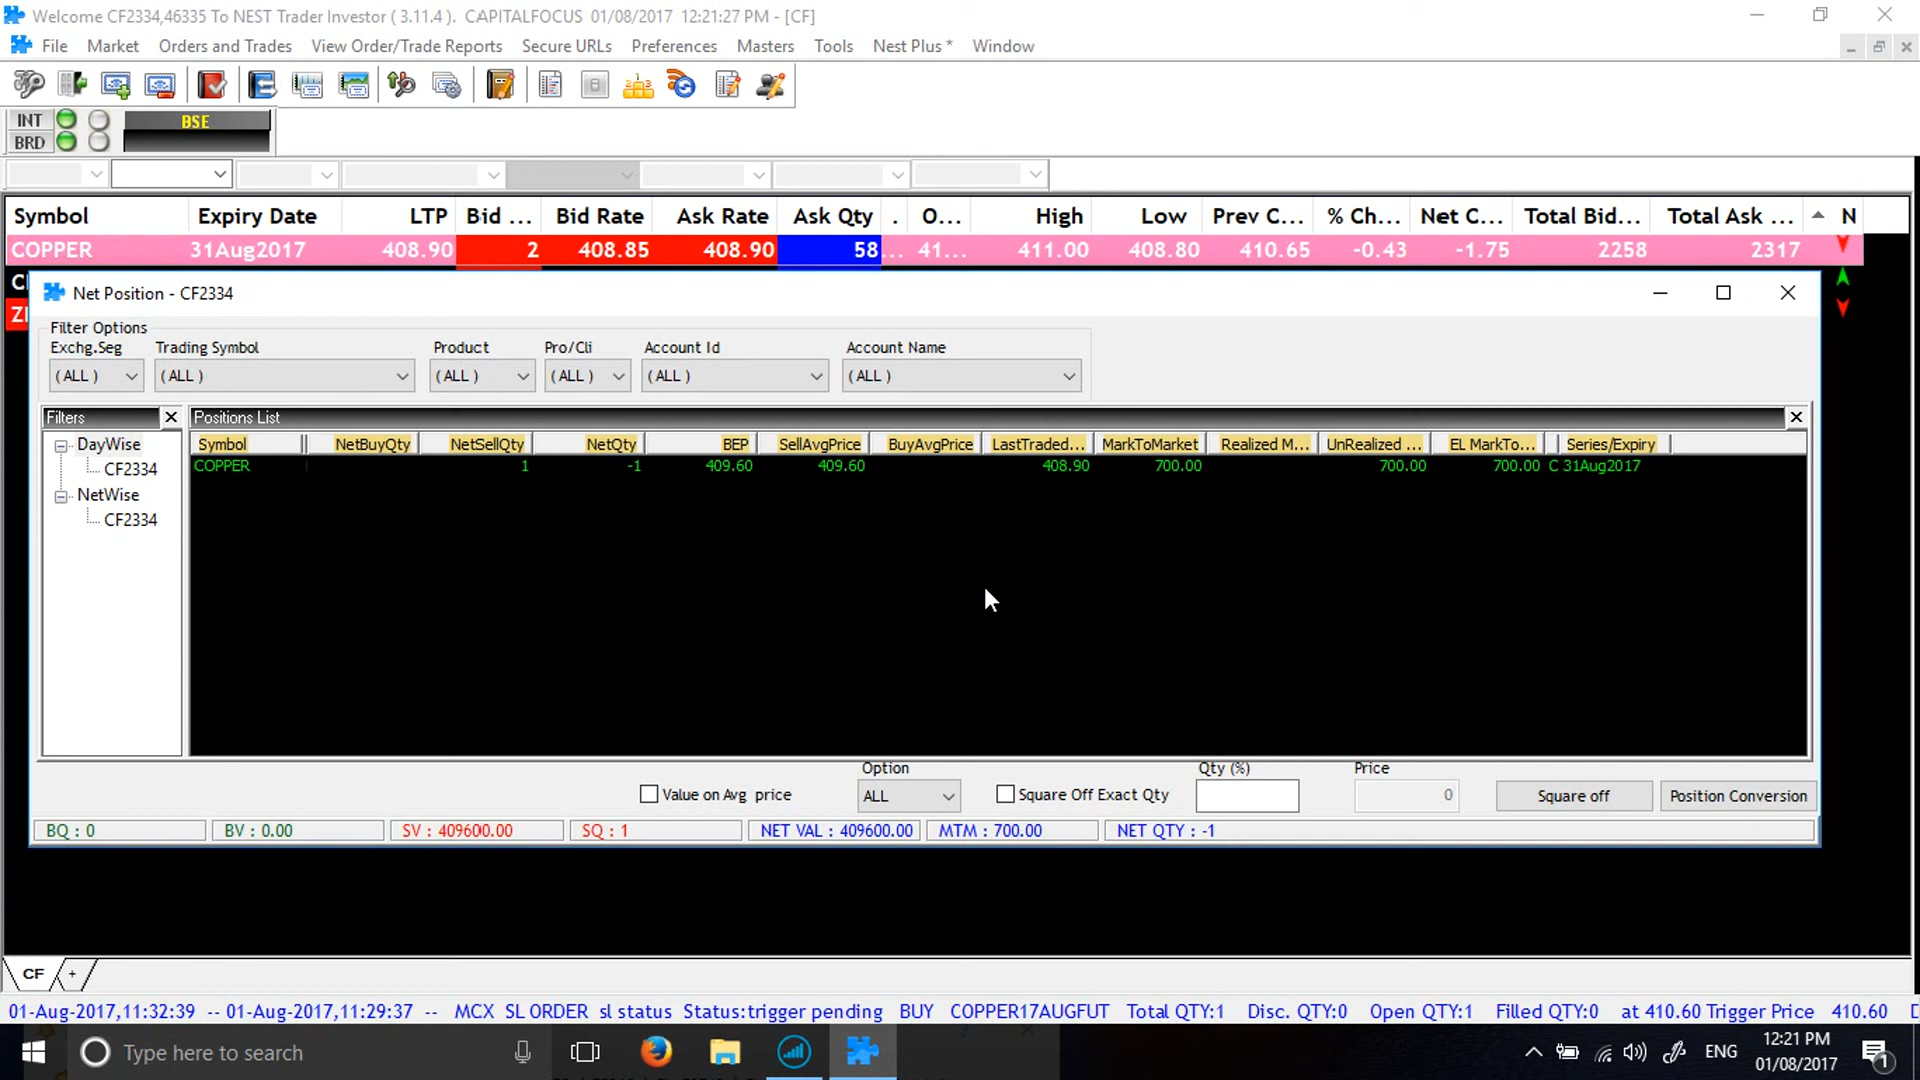 Welcome CF2334,46335 To NEST Trader Investor ( 3.11.4 ). CAPITALFOCUS 01/08/2017 12:21:27 PM - [CF]
File Market Orders and Trades View Order/Trade Reports Secure URLs Preferences Masters Tools Nest Plus * Window
INT BSE
BRD
Symbol Expiry Date LTP Bid ... Bid Rate Ask Rate Ask Qty . O... High Low Prev C... % Ch... Net C... Total Bid... Total Ask ... N
COPPER 31Aug2017 408.90 2 408.85 408.90 58... 41... 411.00 408.80 410.65 -0.43 -1.75 2258 2317
Net Position - CF2334
Filter Options
Exchg.Seg Trading Symbol Product Pro/Cli Account Id Account Name
( ALL ) ( ALL ) ( ALL ) ( ALL ) ( ALL ) ( ALL )
Filters Positions List
DayWise
CF2334
NetWise
CF2334
Symbol NetBuyQty NetSellQty NetQty BEP SellAvgPrice BuyAvgPrice LastTraded... MarkToMarket Realized M... UnRealized ... EL MarkTo... Series/Expiry
COPPER 1 -1 409.60 409.60 408.90 700.00 700.00 700.00 C 31Aug2017
Option Qty (%) Price
Value on Avg price ALL Square Off Exact Qty 0 Square off Position Conversion
BQ : 0 BV : 0.00 SV : 409600.00 SQ : 1 NET VAL : 409600.00 MTM : 700.00 NET QTY : -1
CF +
01-Aug-2017,11:32:39 -- 01-Aug-2017,11:29:37 -- MCX SL ORDER sl status Status:trigger pending BUY COPPER17AUGFUT Total QTY:1 Disc. QTY:0 Open QTY:1 Filled QTY:0 at 410.60 Trigger Price 410.60
Type here to search ENG 12:21 PM
01/08/2017 1